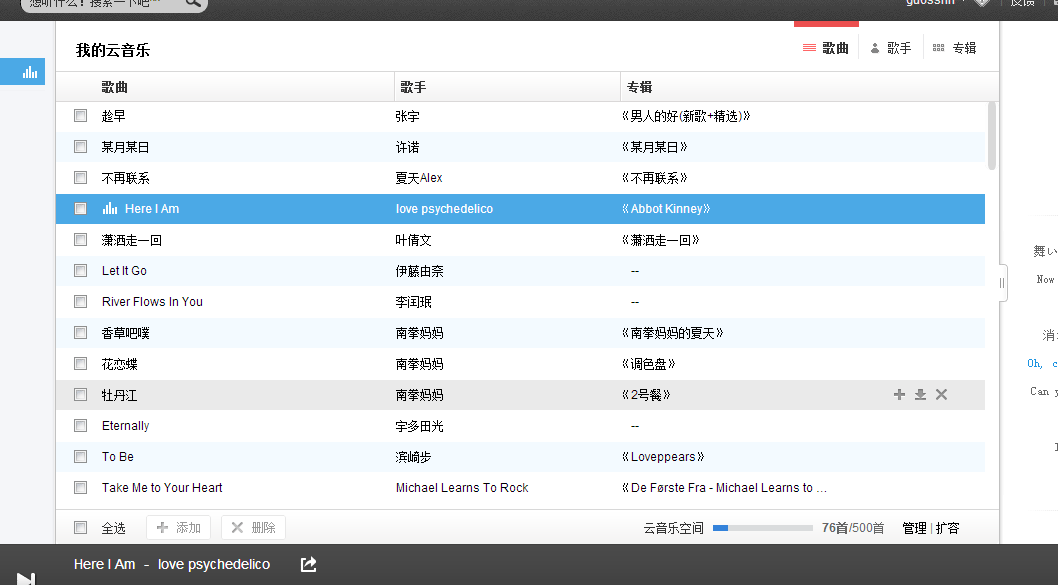 想听什么？搜索一下吧
guossnn 反馈
我的云音乐 歌曲 歌手 专辑
歌曲 歌手 专辑
趁早 张宇 《男人的好(新歌+精选)》
某月某日 许诺 《某月某日》
不再联系 夏天Alex 《不再联系》
Here I Am love psychedelico 《Abbot Kinney》
潇洒走一回 叶倩文 《潇洒走一回》
Let It Go 伊藤由奈 --
River Flows In You 李闰珉 --
香草吧噗 南拳妈妈 《南拳妈妈的夏天》
花恋蝶 南拳妈妈 《调色盘》
牡丹江 南拳妈妈 《2号餐》
Eternally 宇多田光 --
To Be 滨崎步 《Loveppears》
Take Me to Your Heart Michael Learns To Rock 《De Første Fra - Michael Learns to ...
全选 添加 删除 云音乐空间 76首/500首 管理 | 扩容
Here I Am - love psychedelico
舞い
Now
消
Oh, c
Can y